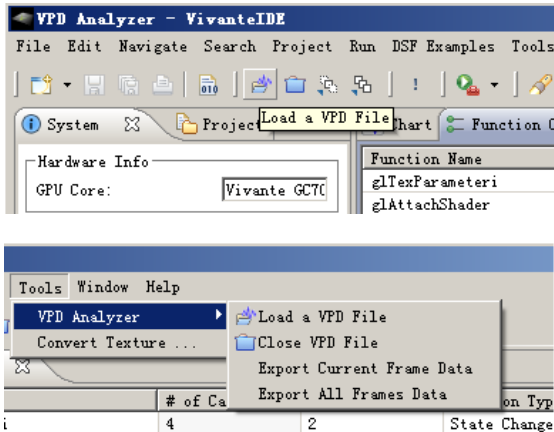 VPD Analyzer - VivanteIDE
File Edit Navigate Search Project Run DSF Examples Tools
010
System Project Load a VPD File Chart Function
Hardware Info
GPU Core: Vivante GC70
Function Name
glTexParameteri
glAttachShader
Tools Window Help
VPD Analyzer
Convert Texture ...
Load a VPD File
Close VPD File
Export Current Frame Data
Export All Frames Data
# of Ca on Typ
i 4 2 State Change